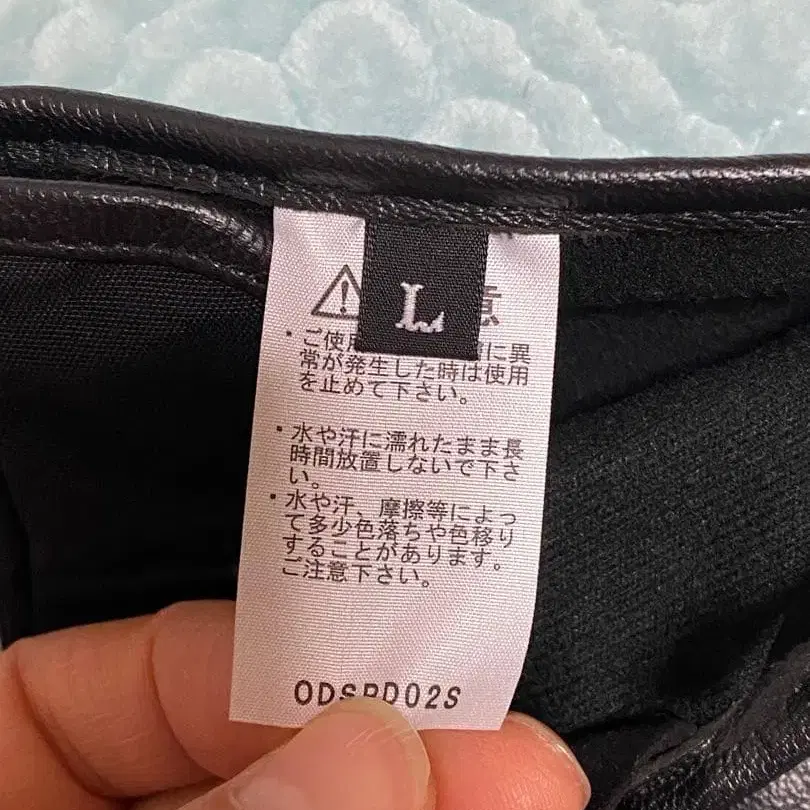 L
意
・ご使 に異
常が発生した時は使用
を止めて下さい。
・水や汗に濡れたまま長
時間放置しないで下さ
い。
・水や汗、摩擦等によっ
て多少色落ちや色移り
することがあります。
ご注意下さい。
ODSPD02S